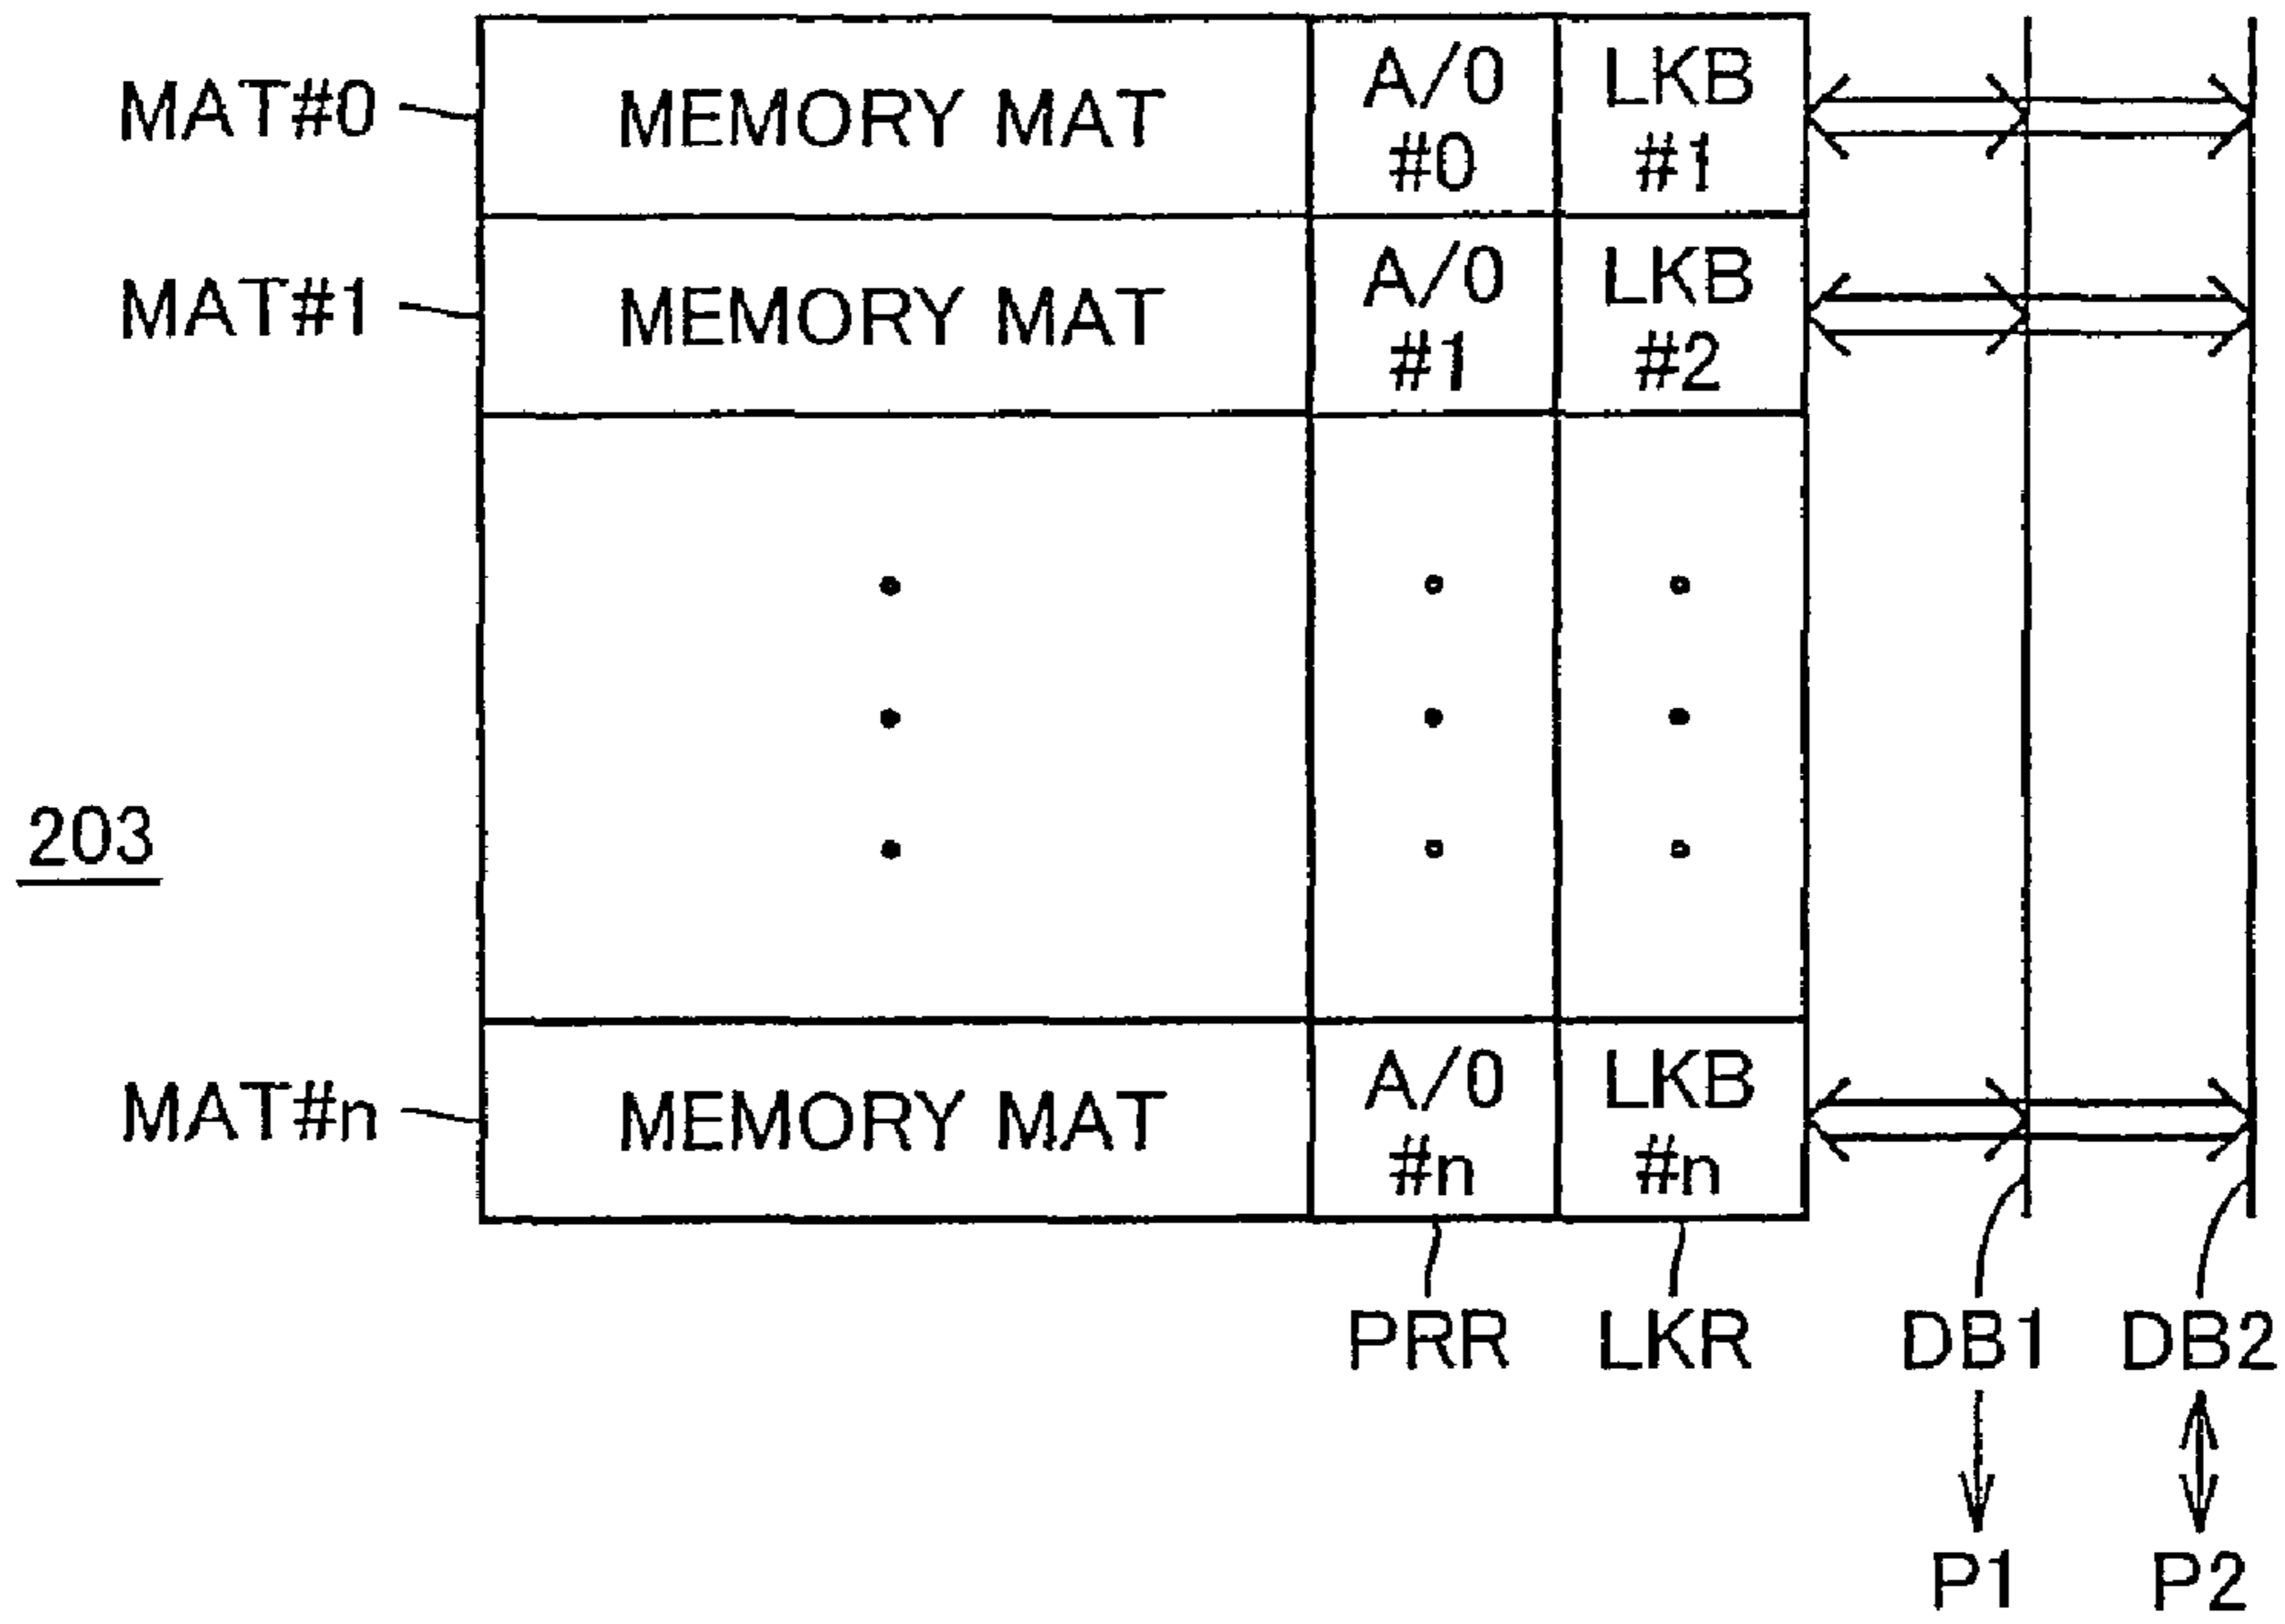 MAT#0 MEMORY MAT A/0 #0 LKB #1
MAT#1 MEMORY MAT A/0 #1 LKB #2
203
MAT#n MEMORY MAT A/0 #n LKB #n
PRR LKR DB1 DB2
P1 P2